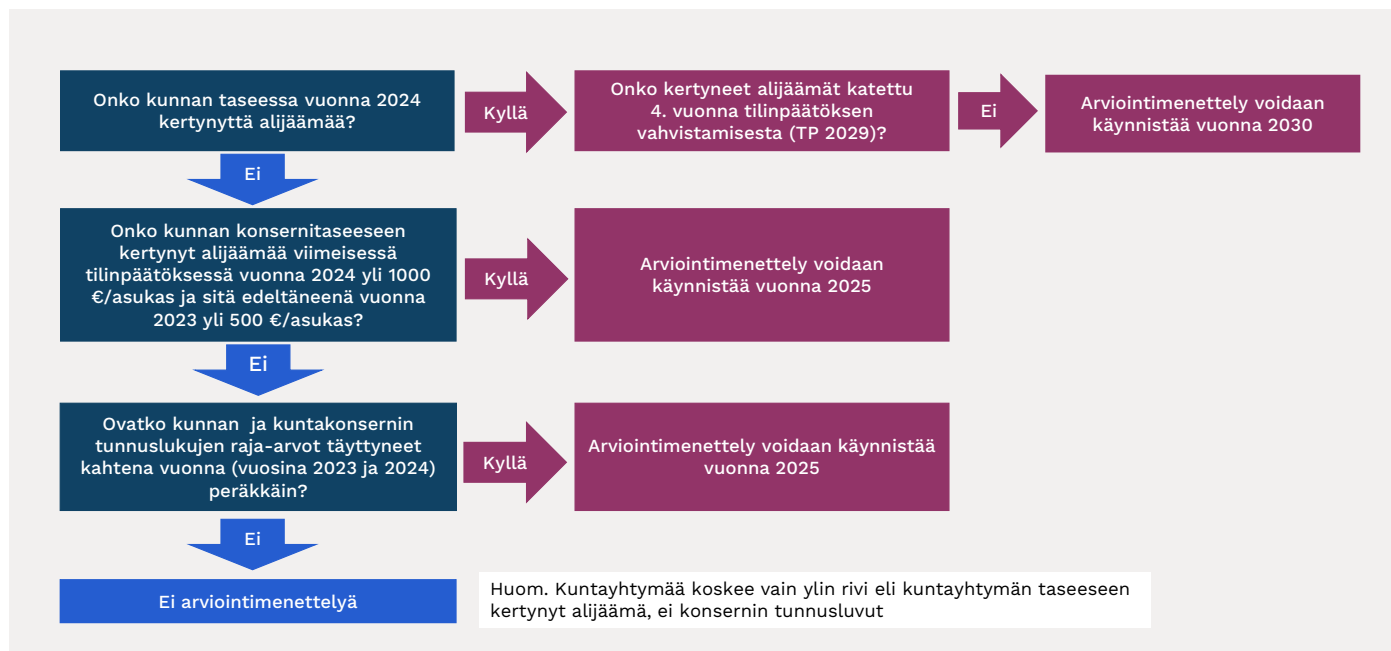 Onko kunnan taseessa vuonna 2024
kertynyttä alijäämää?
Kyllä
Onko kertyneet alijäämät katettu
4. vuonna tilinpäätöksen
vahvistamisesta (TP 2029)?
Ei
Arviointimenettely voidaan
käynnistää vuonna 2030
Ei
Onko kunnan konsernitaseeseen
kertynyt alijäämää viimeisessä
tilinpäätöksessä vuonna 2024 yli 1000
€/asukas ja sitä edeltäneenä vuonna
2023 yli 500 €/asukas?
Kyllä
Arviointimenettely voidaan
käynnistää vuonna 2025
Ei
Ovatko kunnan ja kuntakonsernin
tunnuslukujen raja-arvot täyttyneet
kahtena vuonna (vuosina 2023 ja 2024)
peräkkäin?
Kyllä
Arviointimenettely voidaan käynnistää
vuonna 2025
Ei
Ei arviointimenettelyä
Huom. Kuntayhtymää koskee vain ylin rivi eli kuntayhtymän taseeseen
kertynyt alijäämä, ei konsernin tunnusluvut